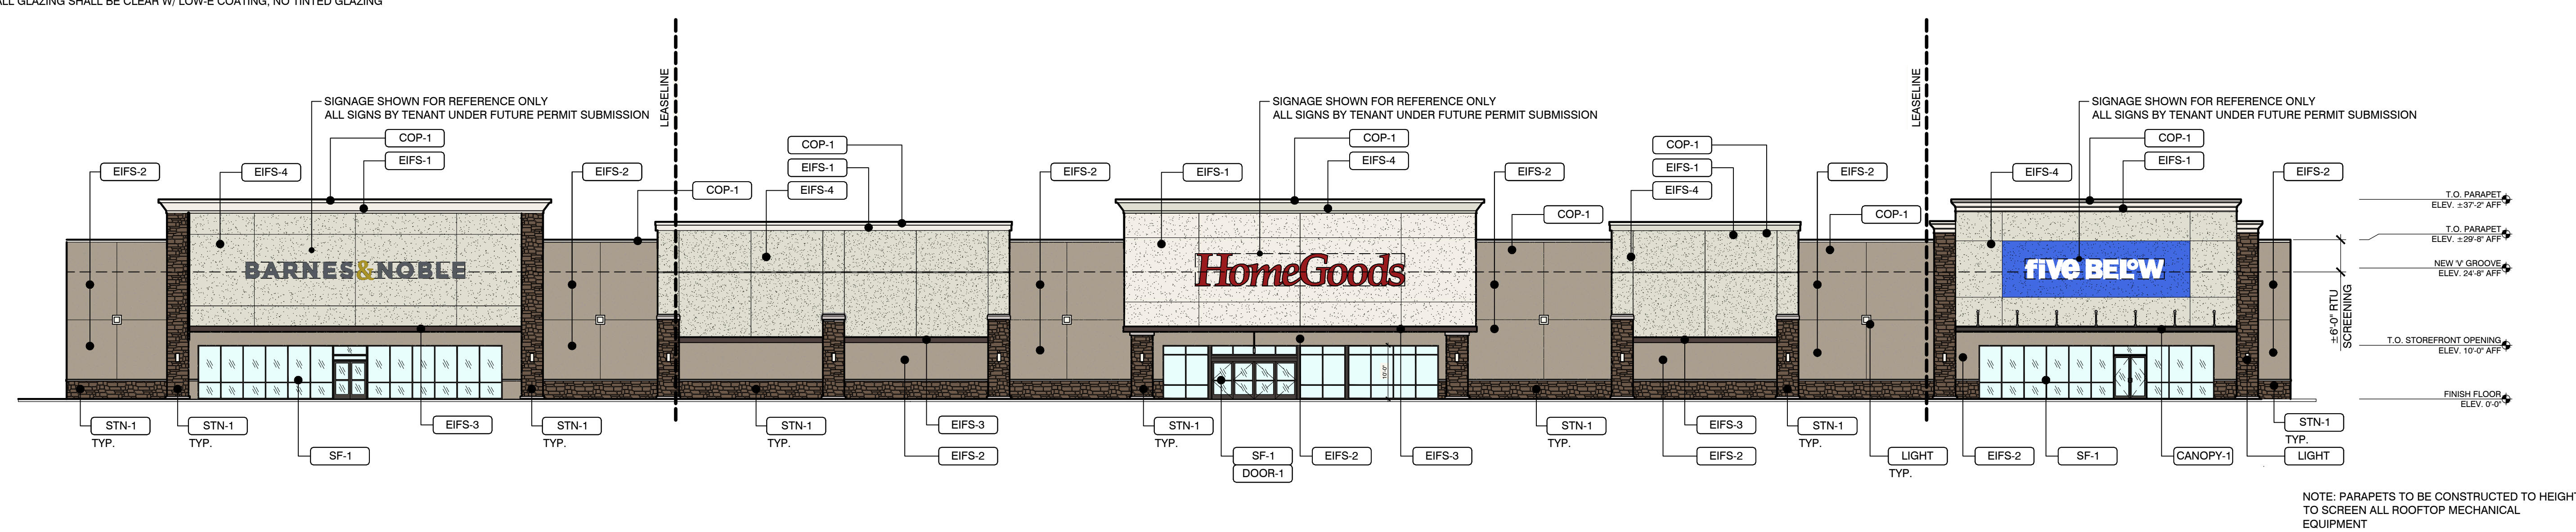 ALL GLAZING SHALL BE CLEAR W/ LOW-E COATING, NO TINTED GLAZING
LEASELINE
LEASELINE
SIGNAGE SHOWN FOR REFERENCE ONLY
ALL SIGNS BY TENANT UNDER FUTURE PERMIT SUBMISSION
SIGNAGE SHOWN FOR REFERENCE ONLY
ALL SIGNS BY TENANT UNDER FUTURE PERMIT SUBMISSION
SIGNAGE SHOWN FOR REFERENCE ONLY
ALL SIGNS BY TENANT UNDER FUTURE PERMIT SUBMISSION
COP-1
EIFS-1
EIFS-2
EIFS-4
EIFS-2
COP-1
COP-1
EIFS-1
EIFS-4
EIFS-2
EIFS-1
COP-1
EIFS-4
EIFS-2
COP-1
COP-1
EIFS-1
EIFS-4
EIFS-2
COP-1
EIFS-4
COP-1
EIFS-1
EIFS-2
T.O. PARAPET
ELEV. ±37'-2" AFF
T.O. PARAPET
ELEV. ±29'-8" AFF
NEW 'V' GROOVE
ELEV. 24'-8" AFF
±6'-0" RTU
SCREENING
T.O. STOREFRONT OPENING
ELEV. 10'-0" AFF
FINISH FLOOR
ELEV. 0'-0"
BARNES&NOBLE
HomeGoods
five BELOW
10'-0"
STN-1
TYP.
STN-1
TYP.
SF-1
EIFS-3
STN-1
TYP.
STN-1
TYP.
EIFS-3
EIFS-2
STN-1
TYP.
SF-1
DOOR-1
EIFS-2
EIFS-3
STN-1
TYP.
EIFS-3
EIFS-2
STN-1
TYP.
LIGHT
TYP.
EIFS-2
SF-1
CANOPY-1
LIGHT
STN-1
TYP.
NOTE: PARAPETS TO BE CONSTRUCTED TO HEIGHT
TO SCREEN ALL ROOFTOP MECHANICAL
EQUIPMENT